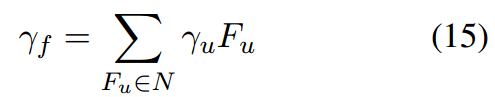 γ_f = ∑_{F_u∈N} γ_u F_u (15)